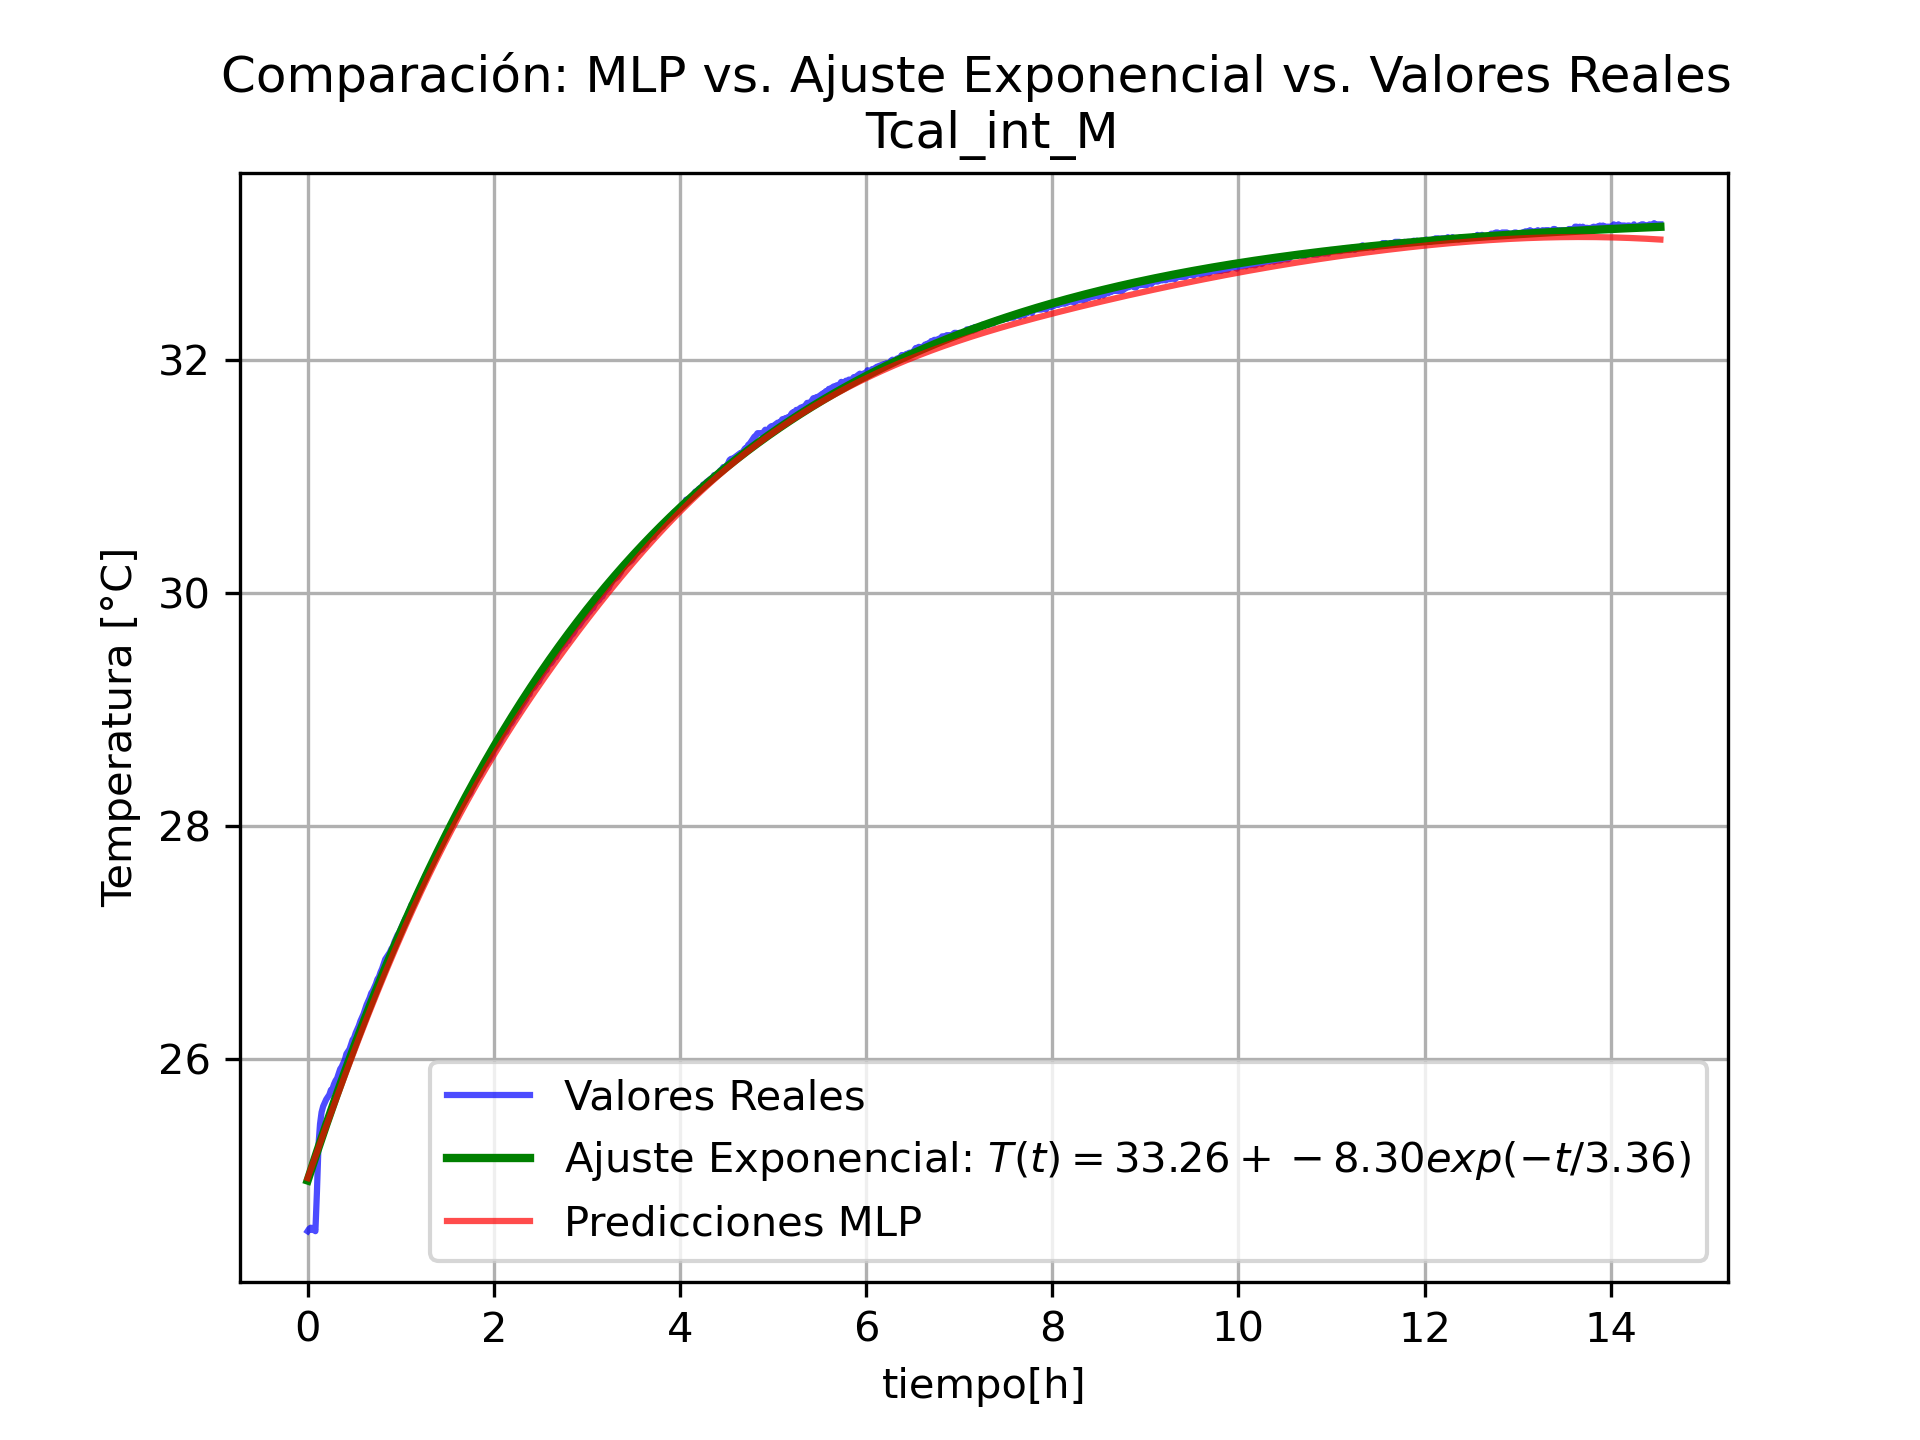 Comparación: MLP vs. Ajuste Exponencial vs. Valores Reales
Tcal_int_M
Temperatura [°C]
32
30
28
26
Valores Reales
Ajuste Exponencial: T(t) = 33.26 + − 8.30exp(−t/3.36)
Predicciones MLP
0 2 4 6 8 10 12 14
tiempo[h]